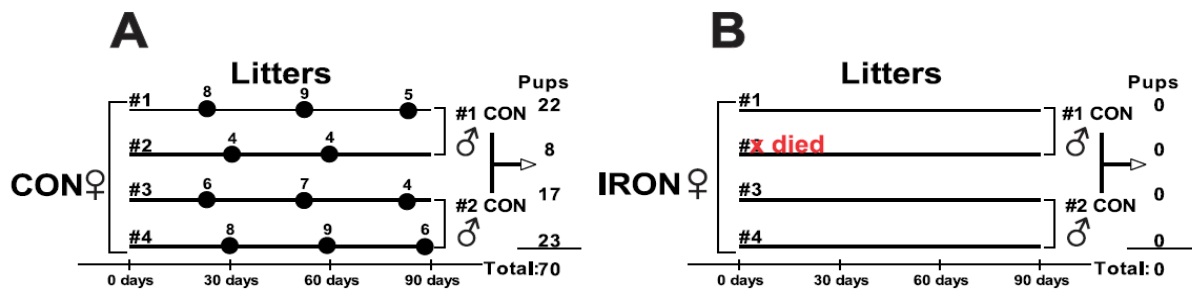 A
Litters
Pups
#1 8 9 5 22
#1 CON
#2 4 4 8
CON♀
#3 6 7 4 17
#2 CON
#4 8 9 6 23
Total: 70
0 days 30 days 60 days 90 days
B
Litters
Pups
#1 0
#1 CON
# x died 0
IRON♀
#3 0
#2 CON
#4 0
Total: 0
0 days 30 days 60 days 90 days